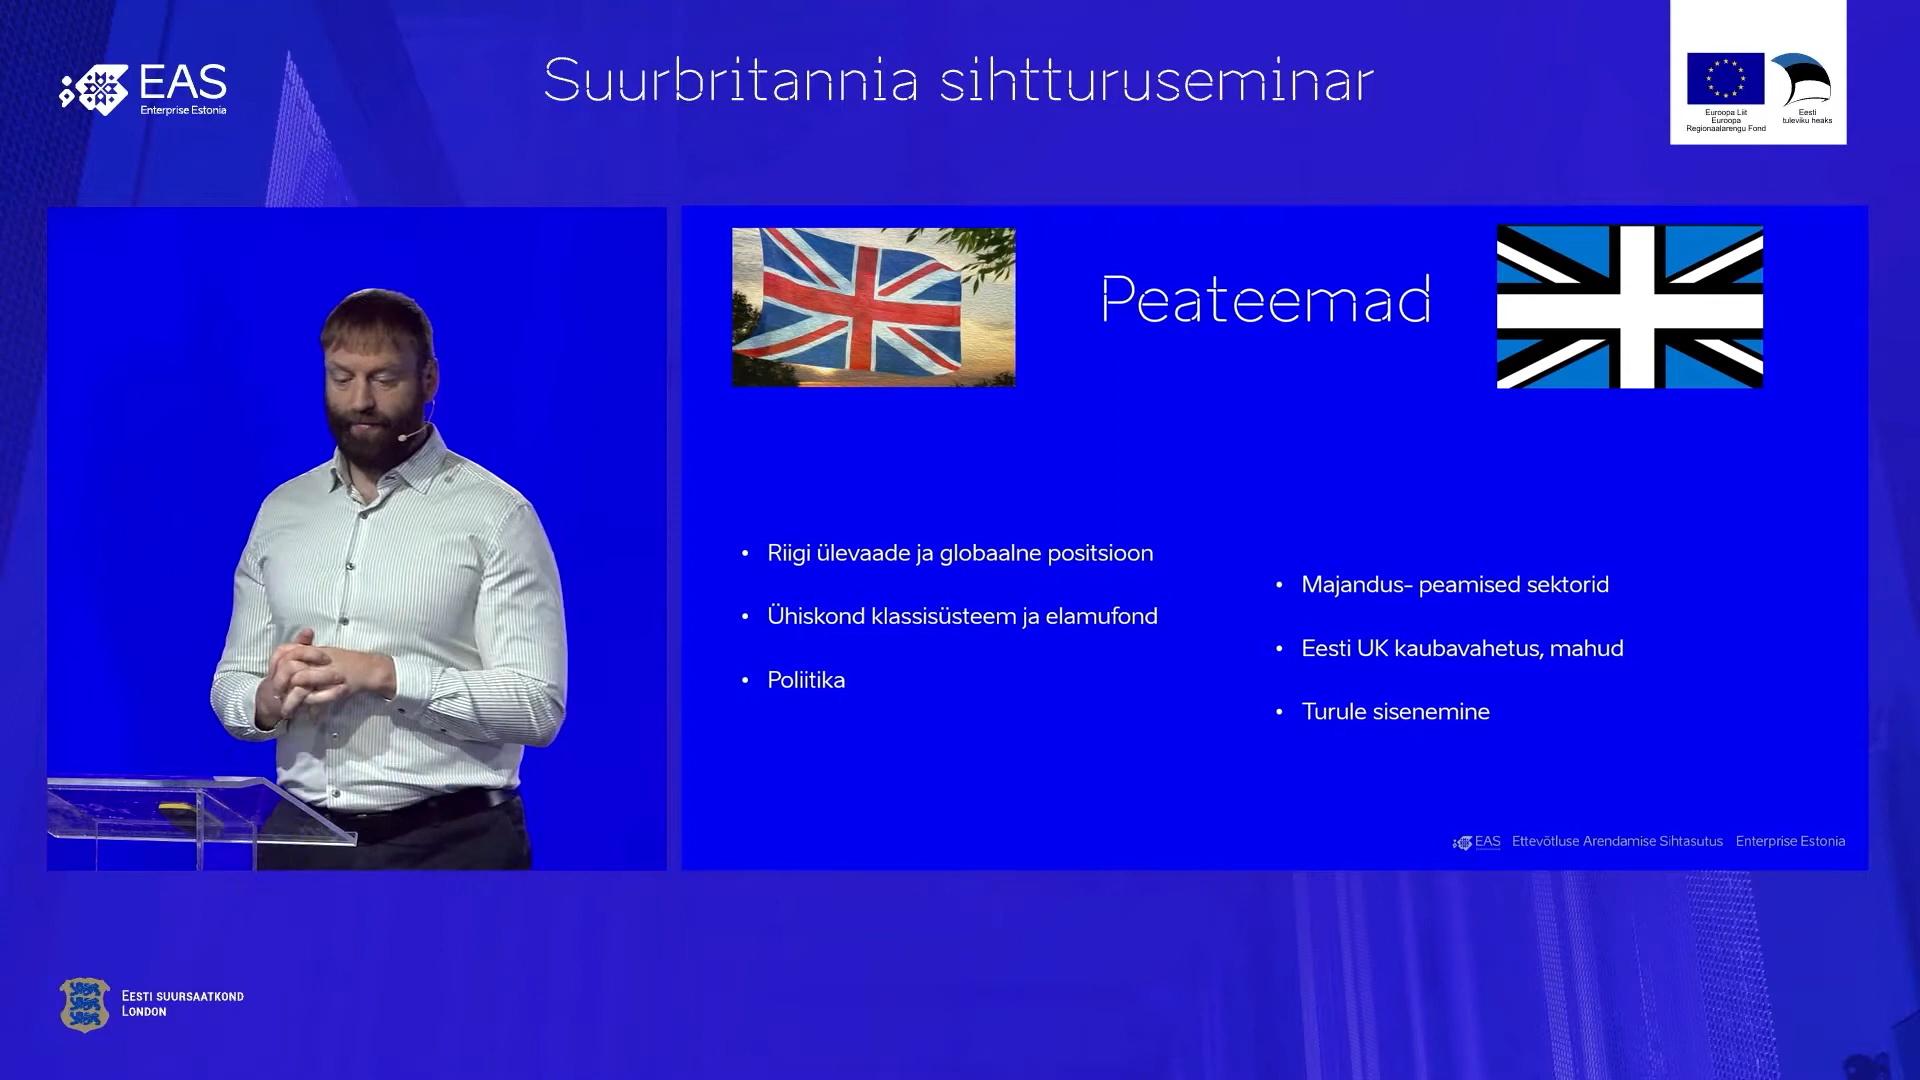 EAS
Enterprise Estonia
Suurbritannia sihtturuseminar
Euroopa Liit
Euroopa
Regionaalarengu Fond
Eesti
tuleviku heaks
Peateemad
• Riigi ülevaade ja globaalne positsioon
• Ühiskond klassisüsteem ja elamufond
• Poliitika
• Majandus- peamised sektorid
• Eesti UK kaubavahetus, mahud
• Turule sisenemine
EAS Ettevõtluse Arendamise Sihtasutus Enterprise Estonia
EESTI SUURSAATKOND
LONDON